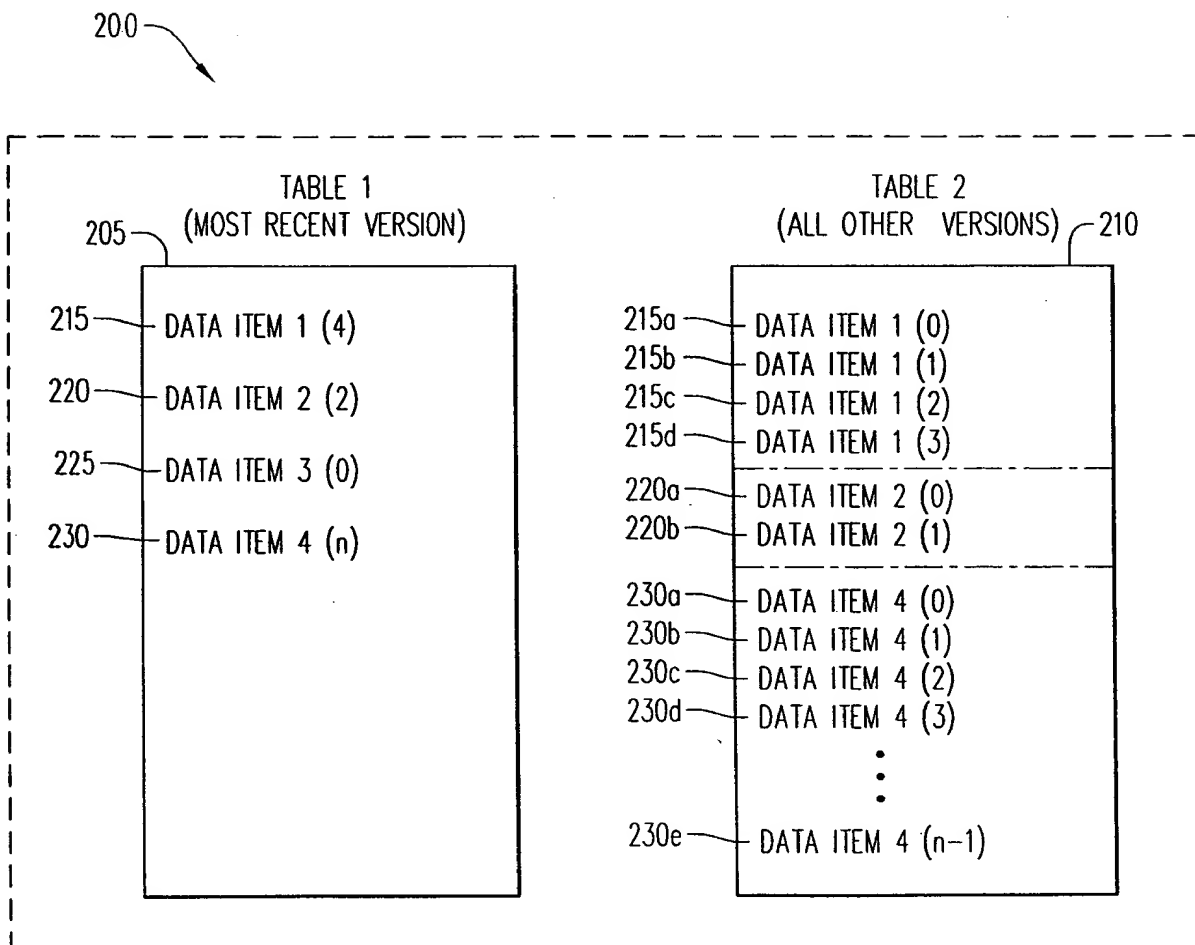 200
TABLE 1
(MOST RECENT VERSION)
205
215 DATA ITEM 1 (4)
220 DATA ITEM 2 (2)
225 DATA ITEM 3 (0)
230 DATA ITEM 4 (n)
TABLE 2
(ALL OTHER VERSIONS)
210
215a DATA ITEM 1 (0)
215b DATA ITEM 1 (1)
215c DATA ITEM 1 (2)
215d DATA ITEM 1 (3)
220a DATA ITEM 2 (0)
220b DATA ITEM 2 (1)
230a DATA ITEM 4 (0)
230b DATA ITEM 4 (1)
230c DATA ITEM 4 (2)
230d DATA ITEM 4 (3)
230e DATA ITEM 4 (n-1)